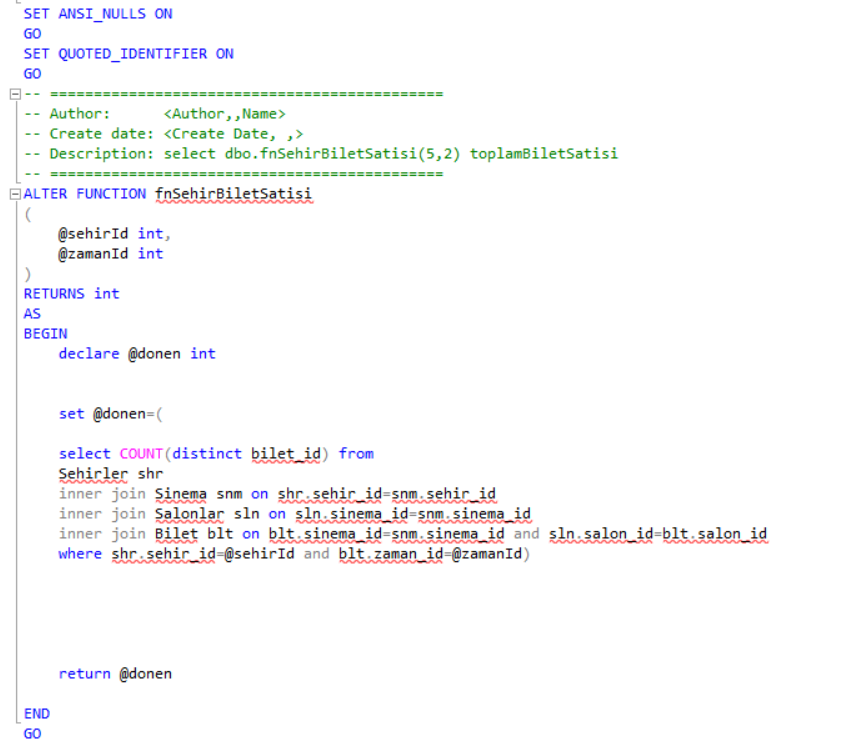 SET ANSI_NULLS ON
GO
SET QUOTED_IDENTIFIER ON
GO
-- =============================================
-- Author:      <Author,,Name>
-- Create date: <Create Date, ,>
-- Description: select dbo.fnSehirBiletSatisi(5,2) toplamBiletSatisi
-- =============================================
ALTER FUNCTION fnSehirBiletSatisi
(
    @sehirId int,
    @zamanId int
)
RETURNS int
AS
BEGIN
    declare @donen int
    set @donen=(
    select COUNT(distinct bilet_id) from
    Sehirler shr
    inner join Sinema snm on shr.sehir_id=snm.sehir_id
    inner join Salonlar sln on sln.sinema_id=snm.sinema_id
    inner join Bilet blt on blt.sinema_id=snm.sinema_id and sln.salon_id=blt.salon_id
    where shr.sehir_id=@sehirId and blt.zaman_id=@zamanId)
    return @donen
END
GO